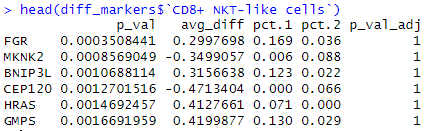 > head(diff_markers$`CD8+ NKT-like cells`)
p_val avg_diff pct.1 pct.2 p_val_adj
FGR 0.0003508441 0.2997698 0.169 0.036 1
MKNK2 0.0008569049 -0.3499057 0.006 0.088 1
BNIP3L 0.0010688114 0.3156638 0.123 0.022 1
CEP120 0.0012701516 -0.4713404 0.000 0.066 1
HRAS 0.0014692457 0.4127661 0.071 0.000 1
GMPS 0.0016691959 0.4199877 0.130 0.029 1